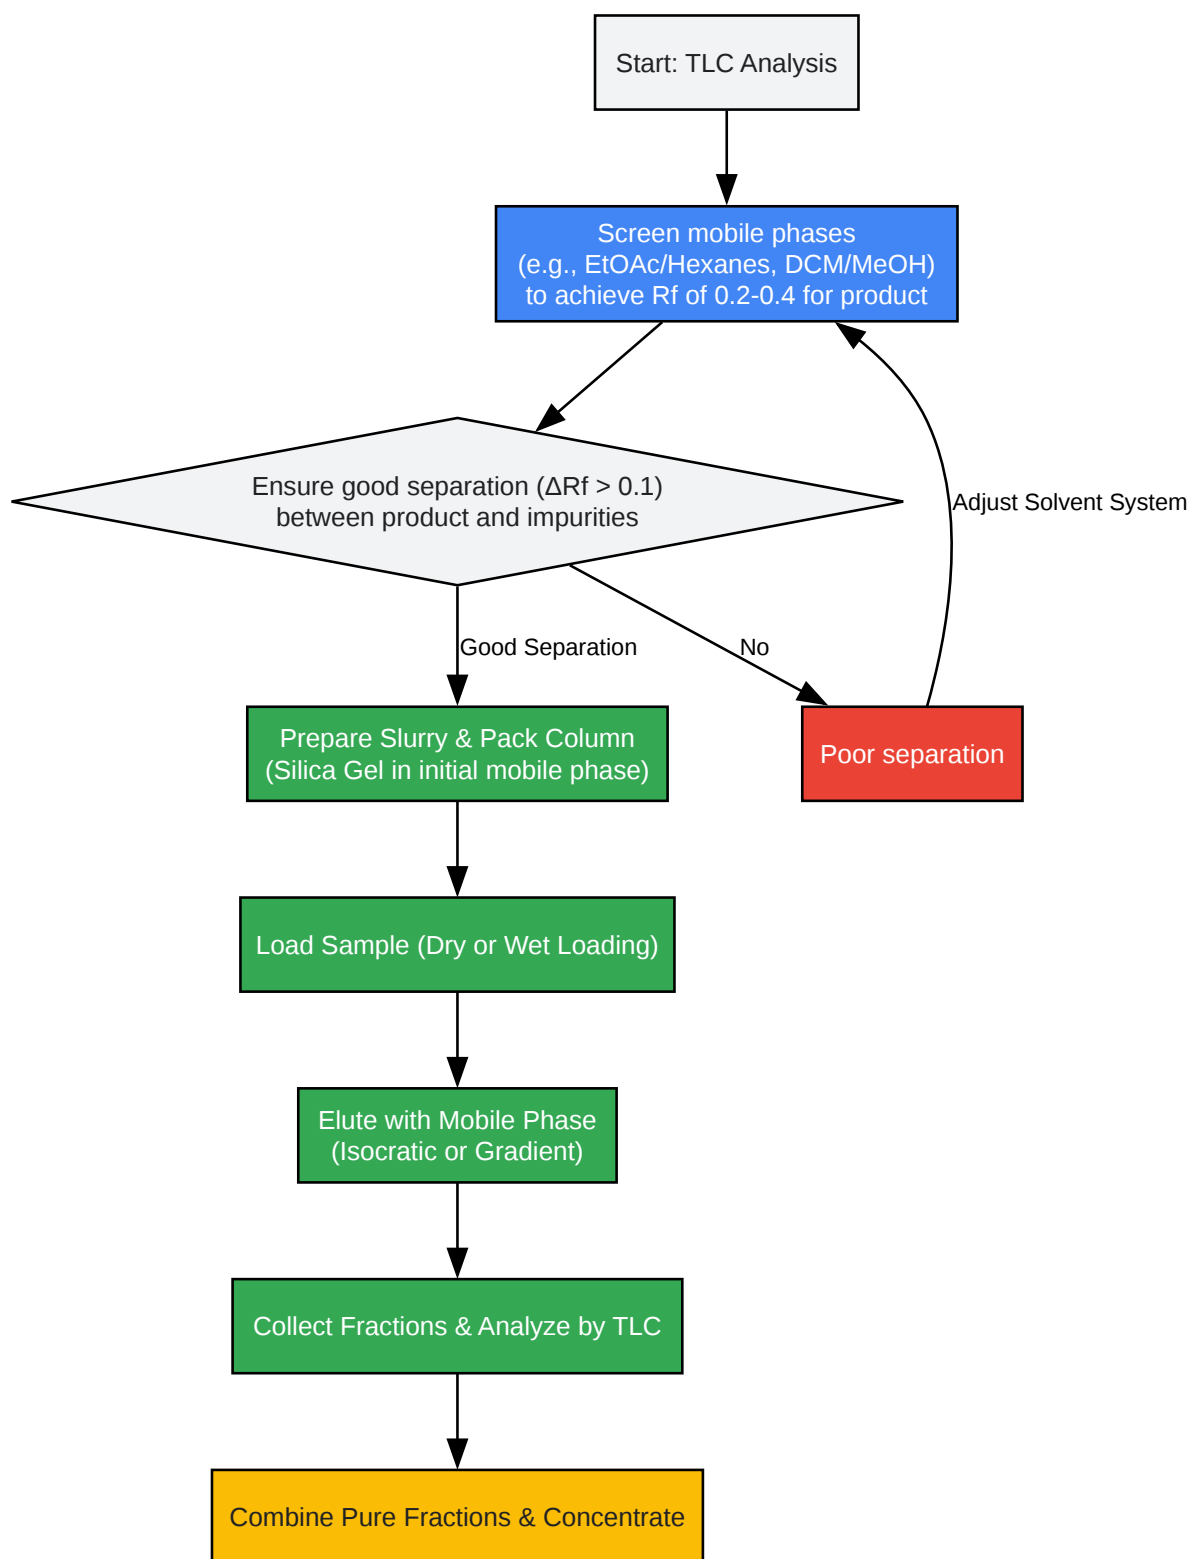 Start: TLC Analysis
Screen mobile phases
(e.g., EtOAc/Hexanes, DCM/MeOH)
to achieve Rf of 0.2-0.4 for product
Ensure good separation (ΔRf > 0.1)
between product and impurities
Adjust Solvent System
Good Separation
No
Prepare Slurry & Pack Column
(Silica Gel in initial mobile phase)
Poor separation
Load Sample (Dry or Wet Loading)
Elute with Mobile Phase
(Isocratic or Gradient)
Collect Fractions & Analyze by TLC
Combine Pure Fractions & Concentrate